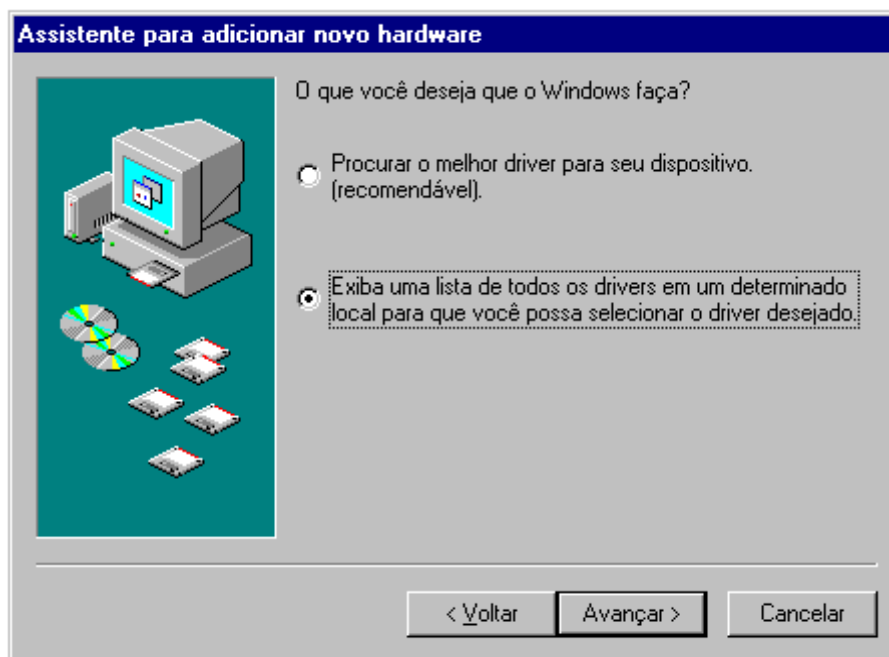 Assistente para adicionar novo hardware
O que você deseja que o Windows faça?
Procurar o melhor driver para seu dispositivo.
(recomendável).
Exiba uma lista de todos os drivers em um determinado
local para que você possa selecionar o driver desejado.
< Voltar
Avançar >
Cancelar